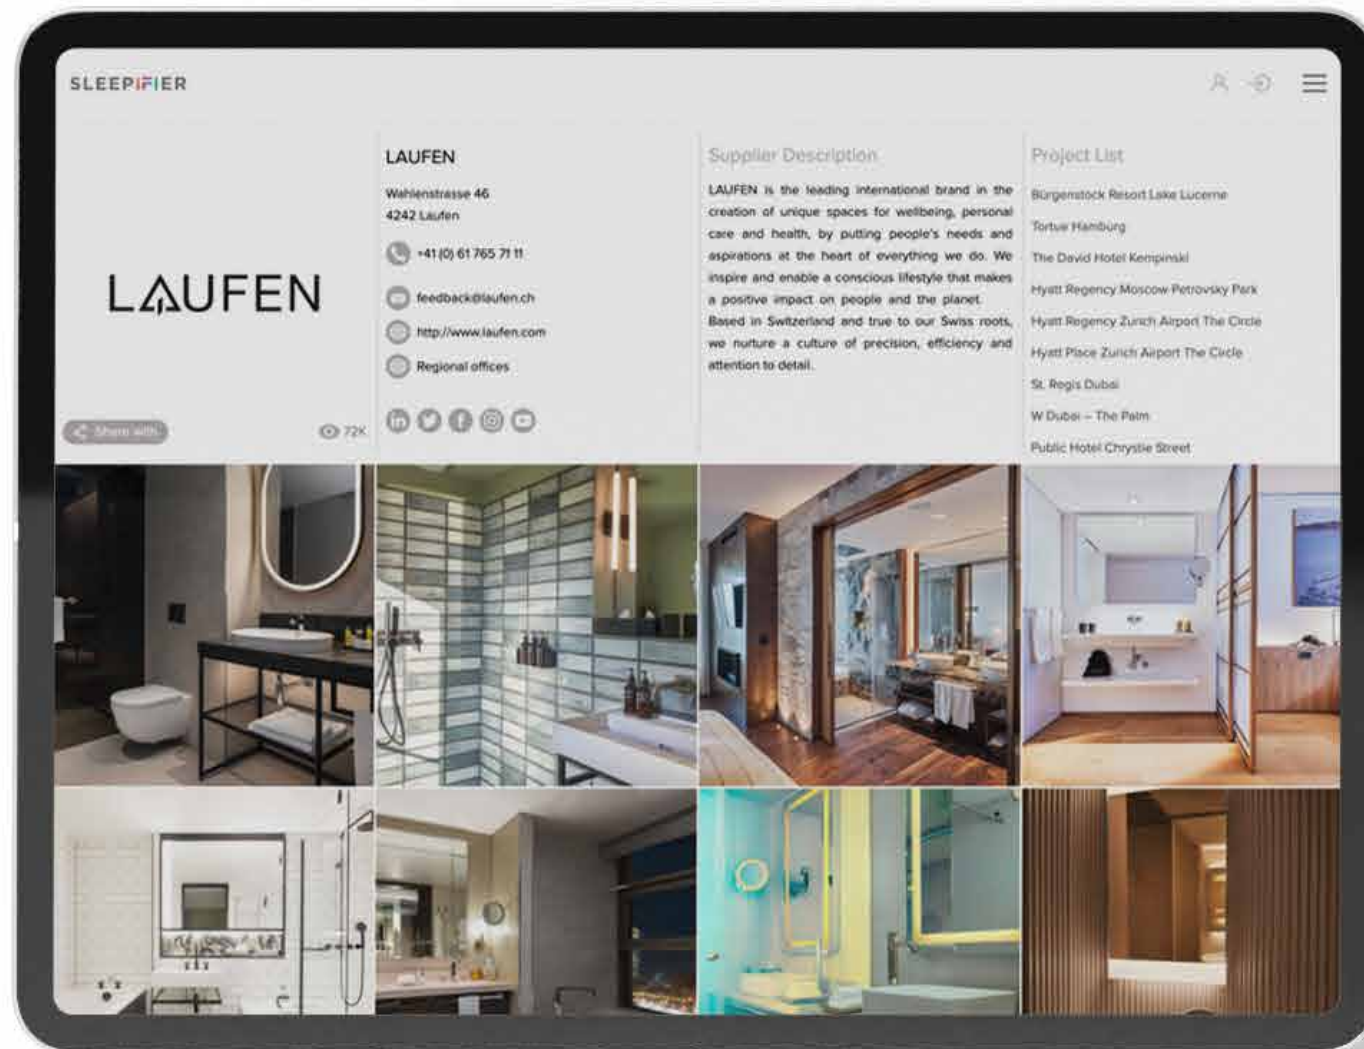 SLEEPIFIER
LAUFEN
Share with
72K
LAUFEN
Wahlenstrasse 46
4242 Laufen
+41 (0) 61 765 71 11
feedback@laufen.ch
http://www.laufen.com
Regional offices
Supplier Description
LAUFEN is the leading international brand in the
creation of unique spaces for wellbeing, personal
care and health, by putting people's needs and
aspirations at the heart of everything we do. We
inspire and enable a conscious lifestyle that makes
a positive impact on people and the planet.
Based in Switzerland and true to our Swiss roots,
we nurture a culture of precision, efficiency and
attention to detail.
Project List
Bürgenstock Resort Lake Lucerne
Tortue Hamburg
The David Hotel Kempinski
Hyatt Regency Moscow Petrovsky Park
Hyatt Regency Zurich Airport The Circle
Hyatt Place Zurich Airport The Circle
St. Regis Dubai
W Dubai – The Palm
Public Hotel Chrystie Street